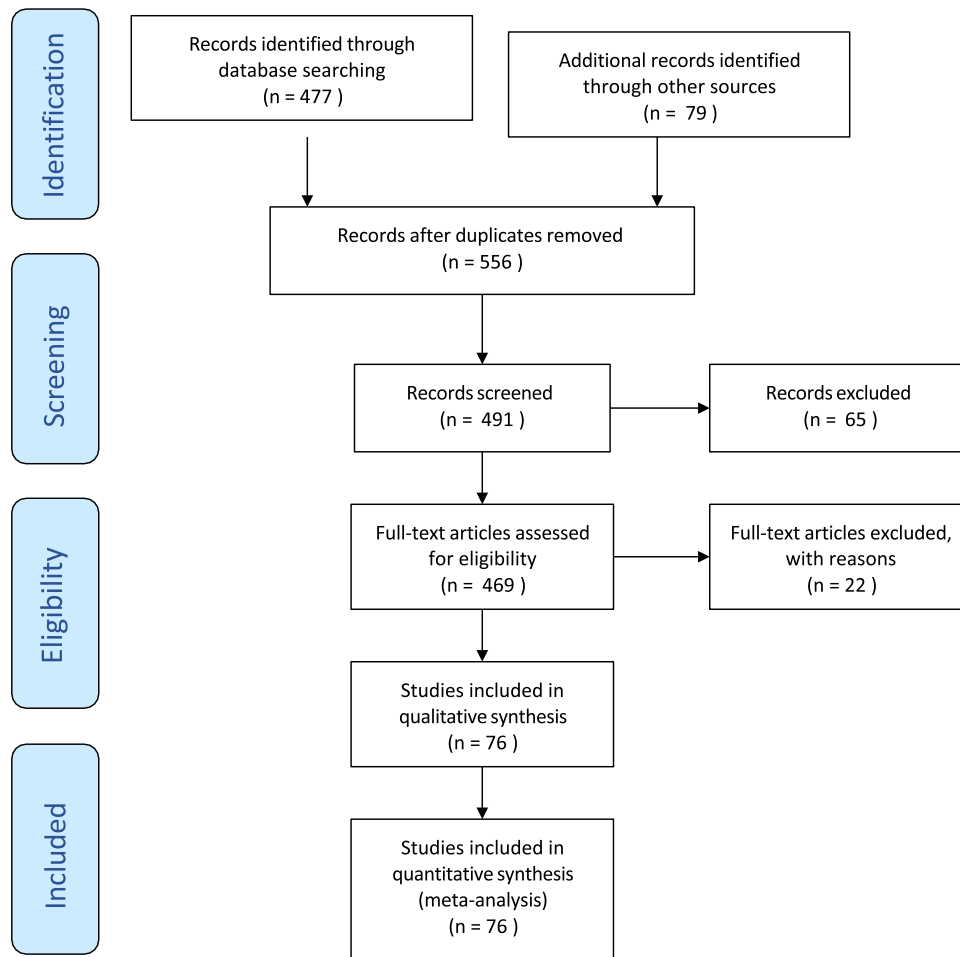 Identification
Records identified through
database searching
(n = 477 )
Additional records identified
through other sources
(n = 79 )
Records after duplicates removed
(n = 556 )
Screening
Records screened
(n = 491 )
Records excluded
(n = 65 )
Eligibility
Full-text articles assessed
for eligibility
(n = 469 )
Full-text articles excluded,
with reasons
(n = 22 )
Studies included in
qualitative synthesis
(n = 76 )
Included
Studies included in
quantitative synthesis
(meta-analysis)
(n = 76 )